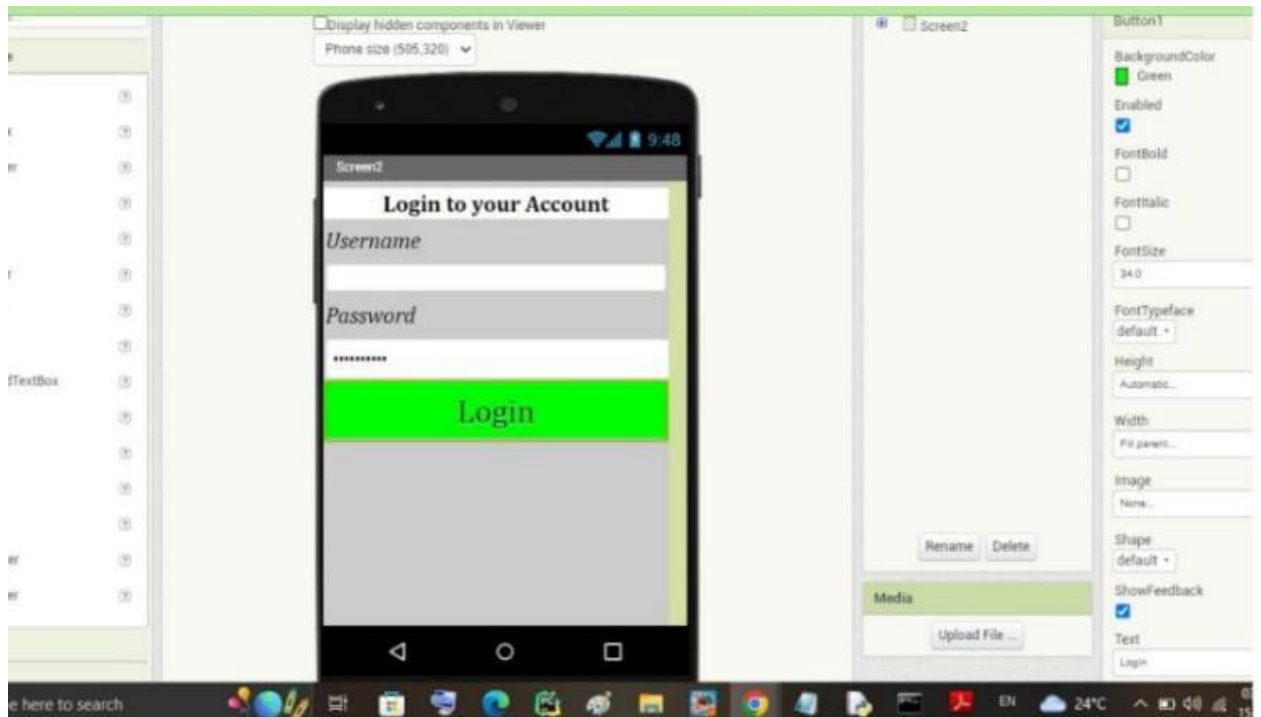 Display hidden components in Viewer
Phone size (505,320)
9:48
Screen2
Login to your Account
Username
Password
Login
TextBox
Screen2
Rename Delete
Media
Upload File ...
Button1
BackgroundColor
Green
Enabled
FontBold
FontItalic
FontSize
34.0
FontTypeface
default
Height
Automatic...
Width
Fill parent...
Image
None...
Shape
default
ShowFeedback
Text
Login
e here to search
EN
24°C